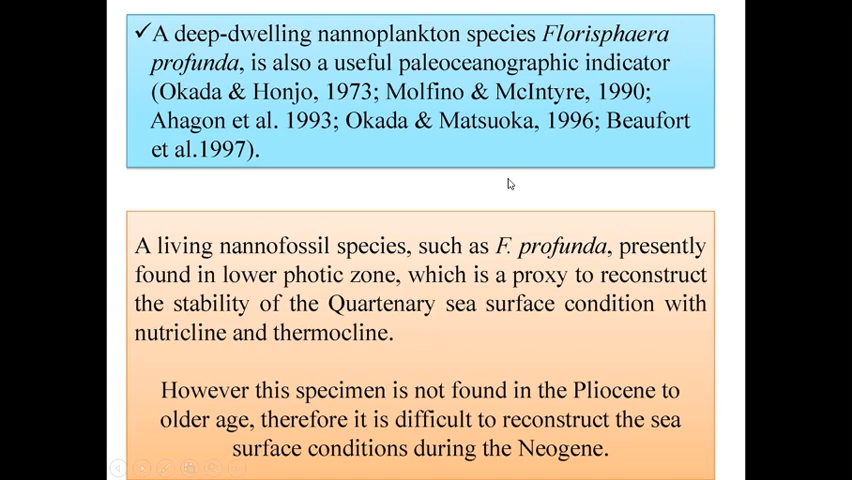 ✓A deep-dwelling nannoplankton species Florisphaera
profunda, is also a useful paleoceanographic indicator
(Okada & Honjo, 1973; Molfino & McIntyre, 1990;
Ahagon et al. 1993; Okada & Matsuoka, 1996; Beaufort
et al.1997).
A living nannofossil species, such as F. profunda, presently
found in lower photic zone, which is a proxy to reconstruct
the stability of the Quartenary sea surface condition with
nutricline and thermocline.
However this specimen is not found in the Pliocene to
older age, therefore it is difficult to reconstruct the sea
surface conditions during the Neogene.